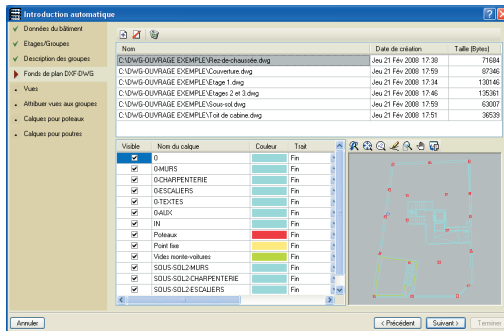 Introduction automatique
Données du bâtiment
Etages/Groupes
Description des groupes
Fonds de plan DXF-DWG
Vues
Attribuer vues aux groupes
Calques pour poteaux
Calques pour poutres
Nom Date de création Taille (Bytes)
C:\DWG-OUVRAGE EXEMPLE\Rez-de-chaussée.dwg Jeu 21 Fév 2008 17:38 71684
C:\DWG-OUVRAGE EXEMPLE\Couverture.dwg Jeu 21 Fév 2008 17:59 87346
C:\DWG-OUVRAGE EXEMPLE\Etage 1.dwg Jeu 21 Fév 2008 17:34 130146
C:\DWG-OUVRAGE EXEMPLE\Etages 2 et 3.dwg Jeu 21 Fév 2008 17:46 135361
C:\DWG-OUVRAGE EXEMPLE\Sous-sol.dwg Jeu 21 Fév 2008 17:59 63007
C:\DWG-OUVRAGE EXEMPLE\Toit de cabine.dwg Jeu 21 Fév 2008 17:51 36539
Visible Nom du calque Couleur Trait
0 Fin
0-MURS Fin
0-CHARPENTERIE Fin
0-ESCALIERS Fin
0-TEXTES Fin
0-AUX Fin
IN Fin
Poteaux Fin
Point fixe Fin
Vides monte-voitures Fin
SOUS-SOL2-MURS Fin
SOUS-SOL2-CHARPENTERIE Fin
SOUS-SOL2-ESCALIERS Fin
Annuler < Précédent Suivant > Terminer